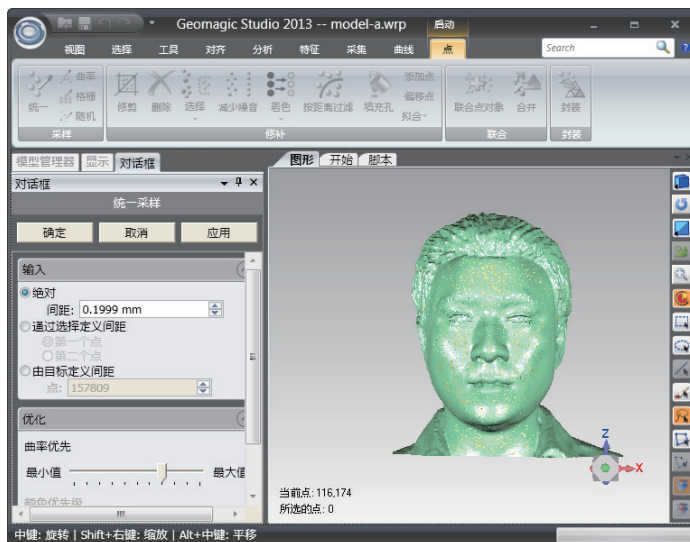 Geomagic Studio 2013 -- model-a.wrp 启动
视图 选择 工具 对齐 分析 特征 采集 曲线 点 Search
统一 曲率 格栅 随机 修剪 删除 选择 减少噪音 着色 按距离过滤 填充孔 添加点 偏移点 拟合 联合点对象 合并 封装
采样 修补 联合 封装
模型管理器 显示 对话框 图形 开始 脚本
对话框
统一采样
确定 取消 应用
输入
绝对
间距: 0.1999 mm
通过选择定义间距
第一个点
第二个点
由目标定义间距
点: 157809
优化
曲率优先
最小值 最大值
颜色优先级
Z
X
当前点: 116,174
所选的点: 0
中键: 旋转 | Shift+右键: 缩放 | Alt+中键: 平移